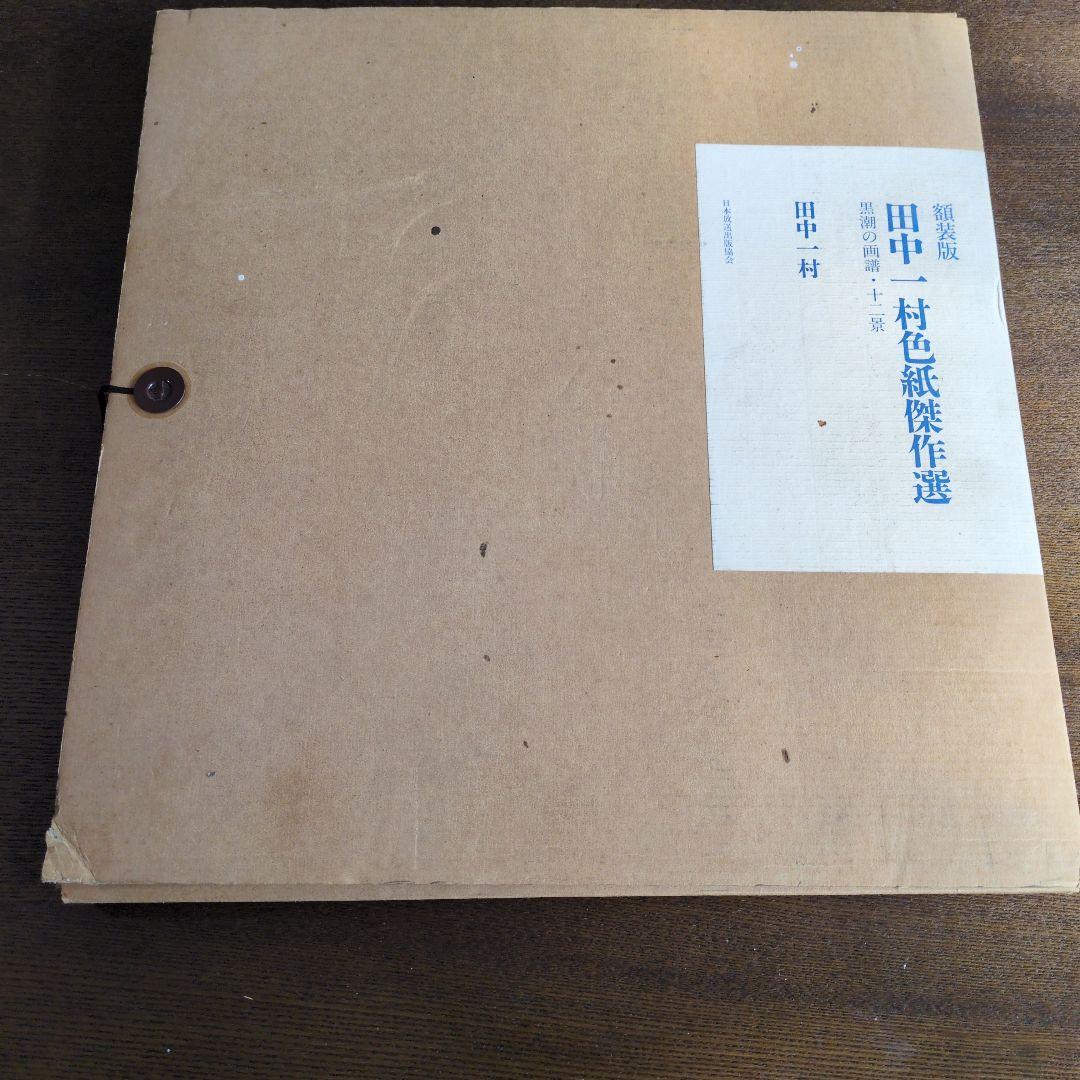 額装版
田中一村色紙傑作選
黒潮の画譜・十二景
田中一村
日本放送出版協会